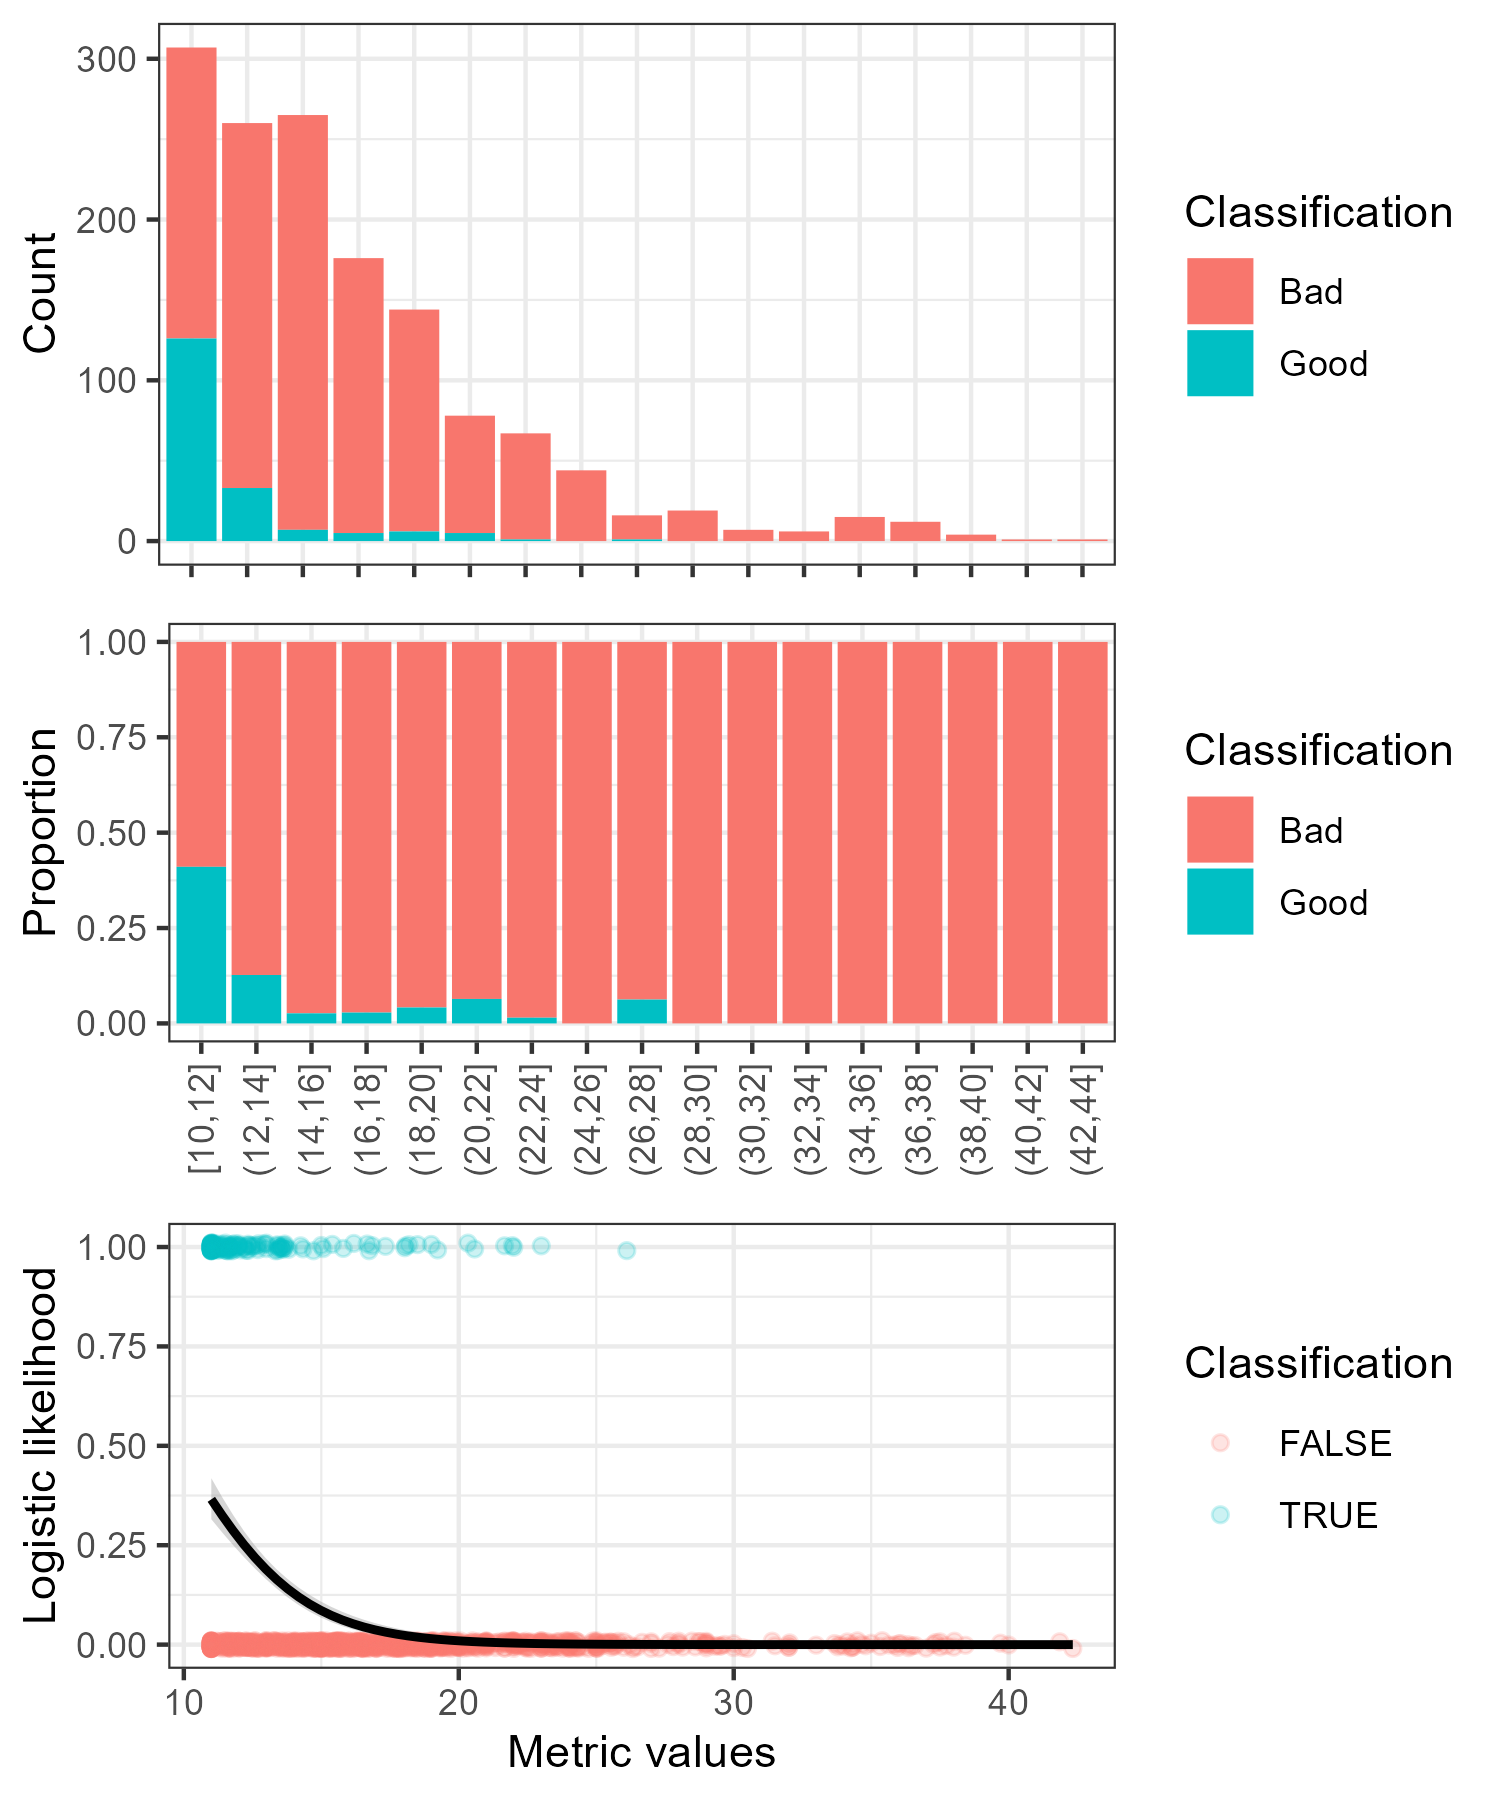 Count
300
200
100
0
Classification
Bad
Good
Proportion
1.00
0.75
0.50
0.25
0.00
[10,12]
(12,14]
(14,16]
(16,18]
(18,20]
(20,22]
(22,24]
(24,26]
(26,28]
(28,30]
(30,32]
(32,34]
(34,36]
(36,38]
(38,40]
(40,42]
(42,44]
Classification
Bad
Good
Logistic likelihood
1.00
0.75
0.50
0.25
0.00
10 20 30 40
Metric values
Classification
FALSE
TRUE